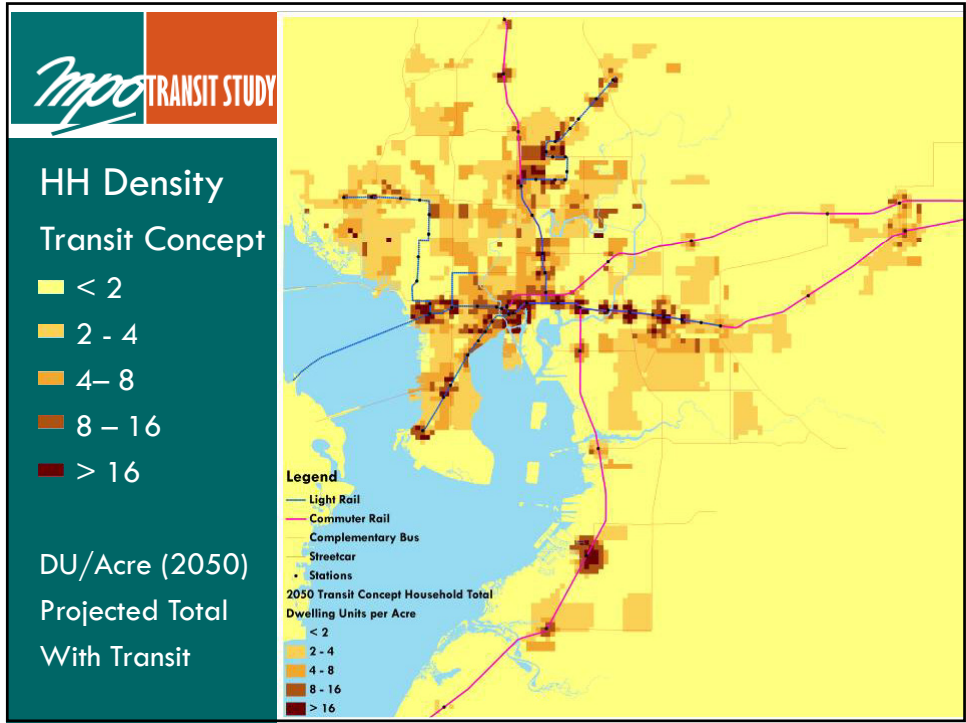 mpo TRANSIT STUDY
HH Density
Transit Concept
< 2
2 - 4
4– 8
8 – 16
> 16
DU/Acre (2050)
Projected Total
With Transit
Legend
Light Rail
Commuter Rail
Complementary Bus
Streetcar
Stations
2050 Transit Concept Household Total
Dwelling Units per Acre
< 2
2 - 4
4 - 8
8 - 16
> 16